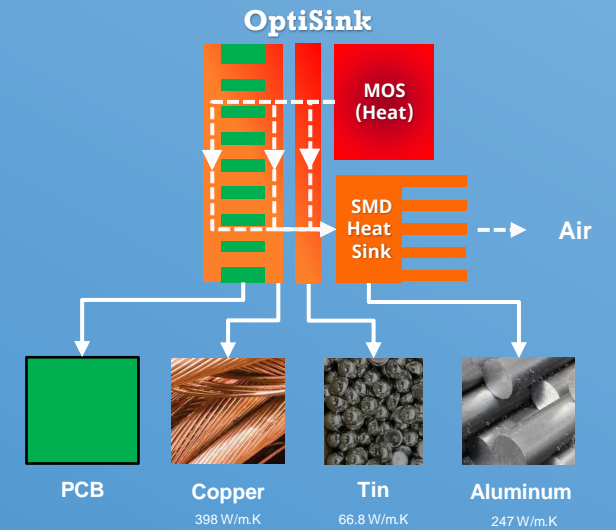 OptiSink
MOS
(Heat)
SMD
Heat
Sink
Air
PCB
Copper
Tin
Aluminum
398 W/m.K
66.8 W/m.K
247 W/m.K